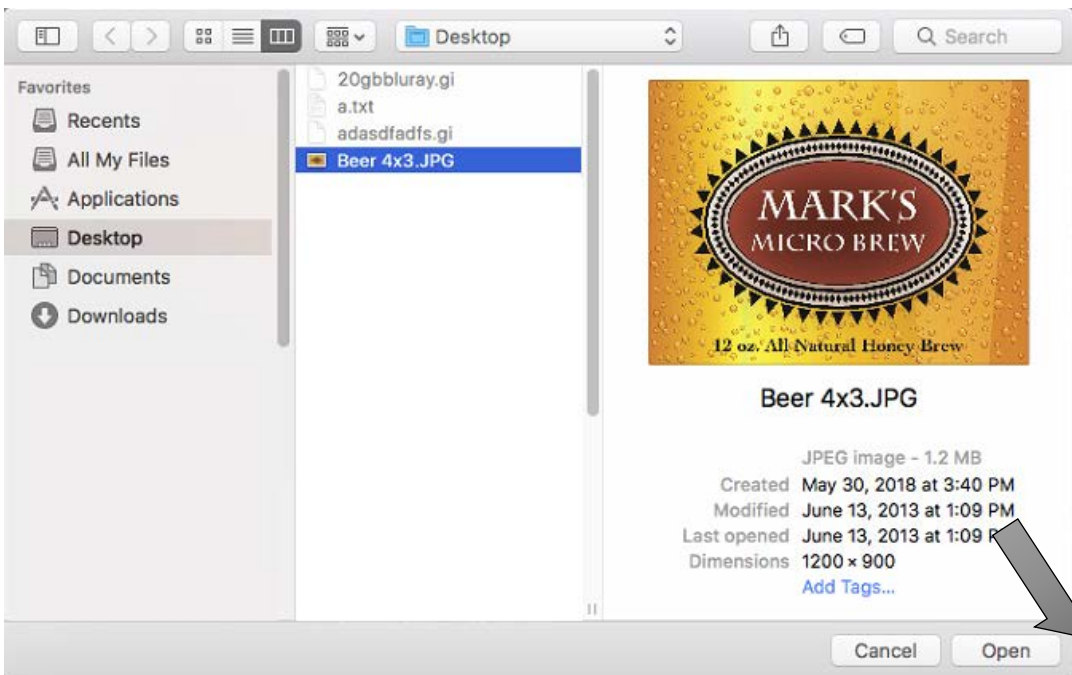 Desktop
Search
Favorites
Recents
All My Files
Applications
Desktop
Documents
Downloads
20gbbluray.gi
a.txt
adasdfadfs.gi
Beer 4x3.JPG
MARK'S
MICRO BREW
12 oz. All Natural Honey Brew
Beer 4x3.JPG
JPEG image - 1.2 MB
Created May 30, 2018 at 3:40 PM
Modified June 13, 2013 at 1:09 PM
Last opened June 13, 2013 at 1:09
Dimensions 1200 × 900
Add Tags...
Cancel Open